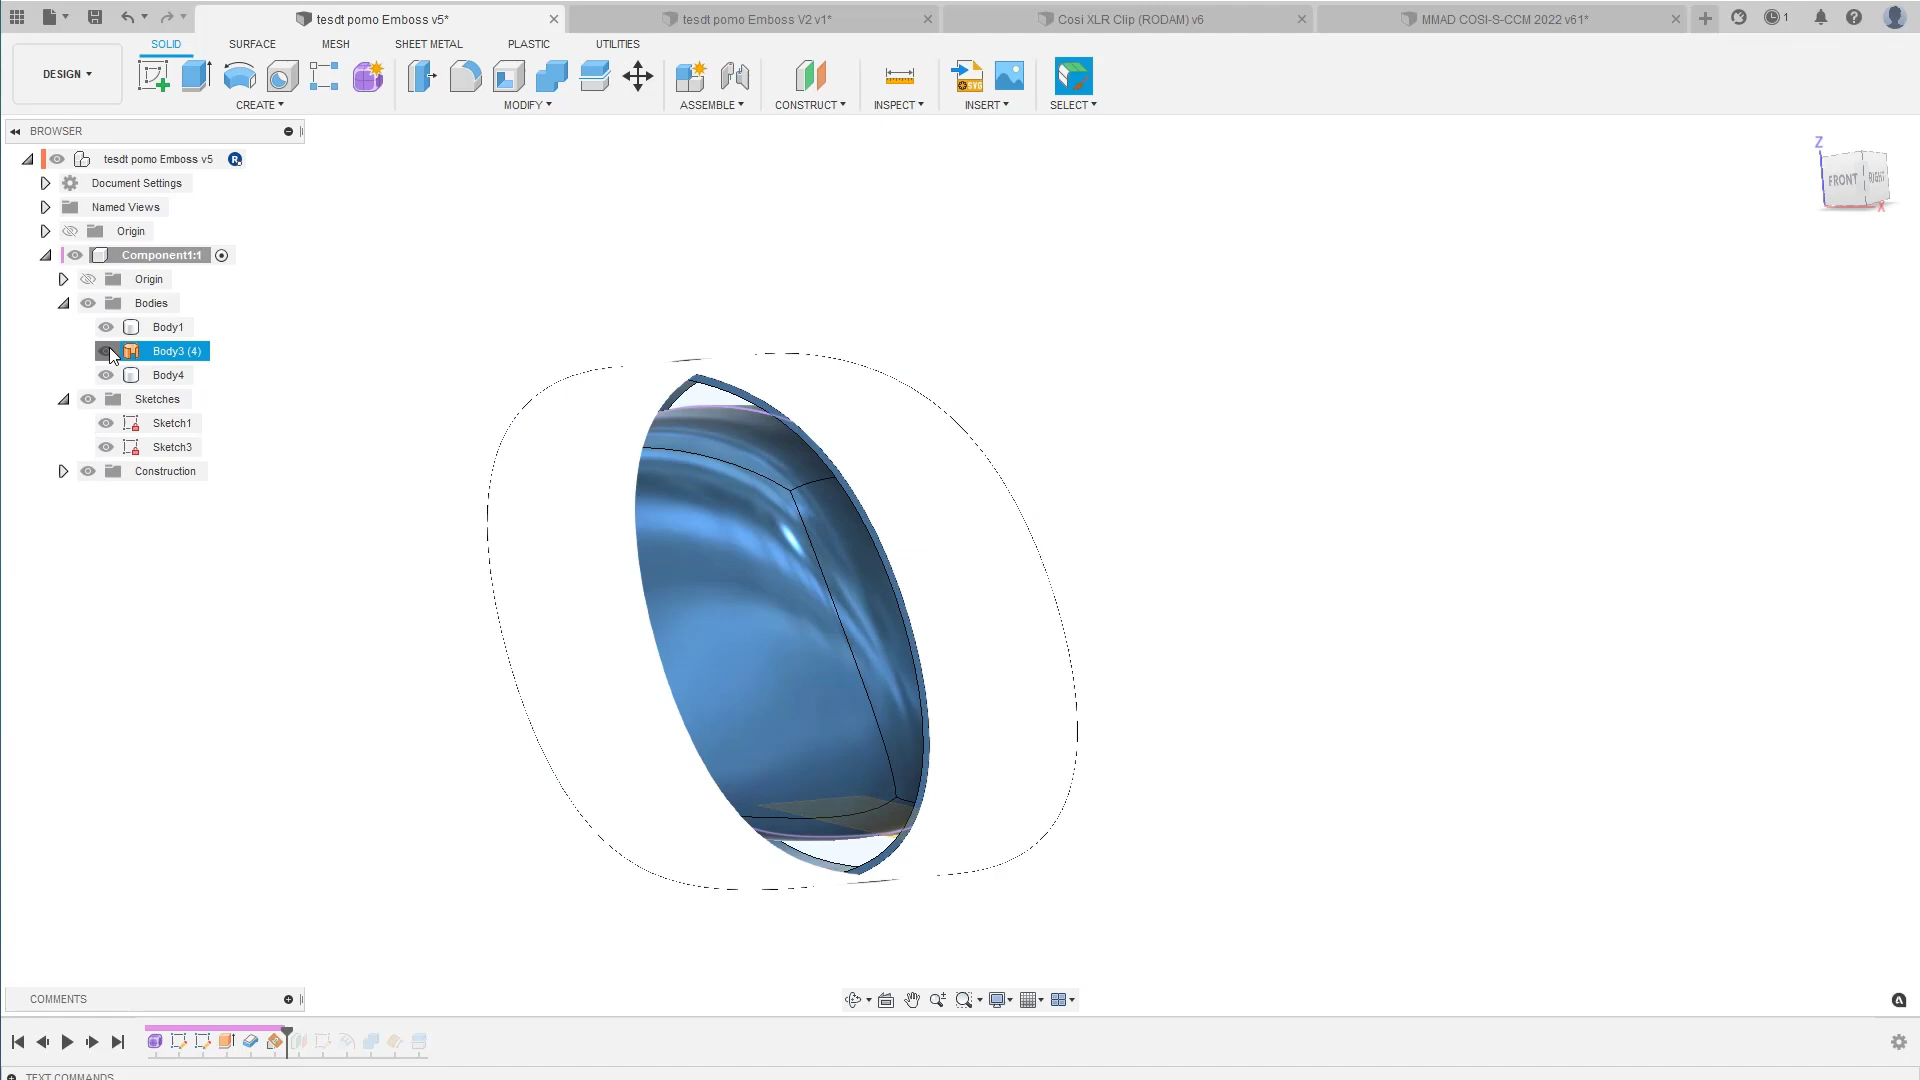 tesdt pomo Emboss v5*
tesdt pomo Emboss V2 v1*
Cosi XLR Clip (RODAM) v6
MMAD COSI-S-CCM 2022 v61*
1
SOLID
SURFACE
MESH
SHEET METAL
PLASTIC
UTILITIES
DESIGN
SVG
CREATE
MODIFY
ASSEMBLE
CONSTRUCT
INSPECT
INSERT
SELECT
BROWSER
tesdt pomo Emboss v5
R
Document Settings
Named Views
Origin
Component1:1
Origin
Bodies
Body1
Body3 (4)
Body4
Sketches
Sketch1
Sketch3
Construction
Z
FRONT
RIGHT
X
COMMENTS
TEXT COMMANDS